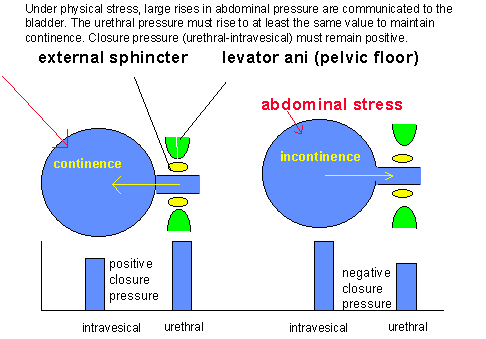 Under physical stress, large rises in abdominal pressure are communicated to the
bladder. The urethral pressure must rise to at least the same value to maintain
continence. Closure pressure (urethral-intravesical) must remain positive.
external sphincter
levator ani (pelvic floor)
abdominal stress
continence
incontinence
positive
closure
pressure
negative
closure
pressure
intravesical
urethral
intravesical
urethral